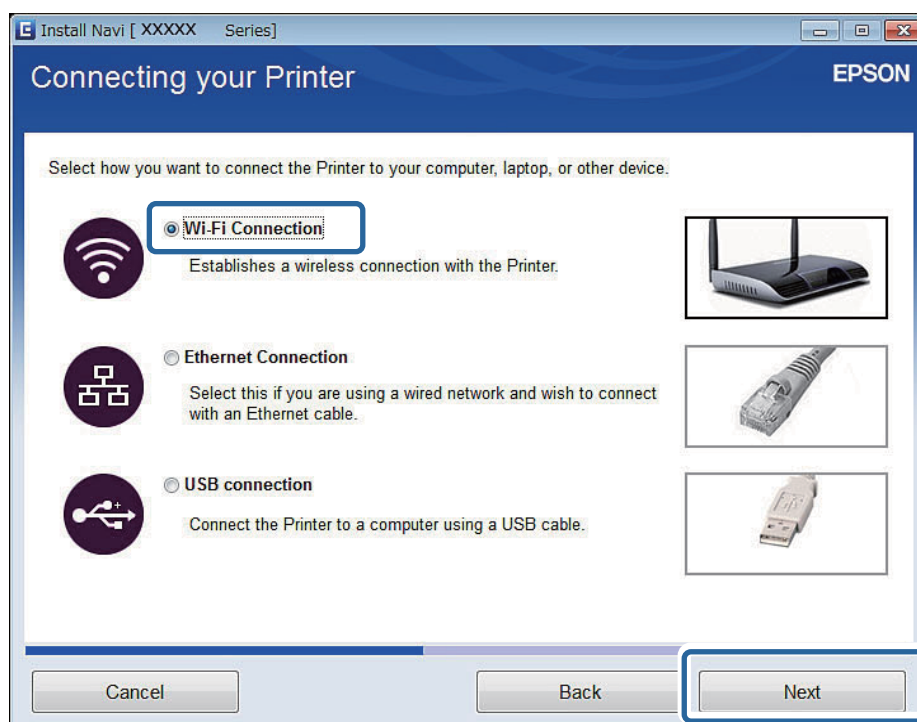 Install Navi [ XXXXX Series]
Connecting your Printer
EPSON
Select how you want to connect the Printer to your computer, laptop, or other device.
Wi-Fi Connection
Establishes a wireless connection with the Printer.
Ethernet Connection
Select this if you are using a wired network and wish to connect
with an Ethernet cable.
USB connection
Connect the Printer to a computer using a USB cable.
Cancel
Back
Next